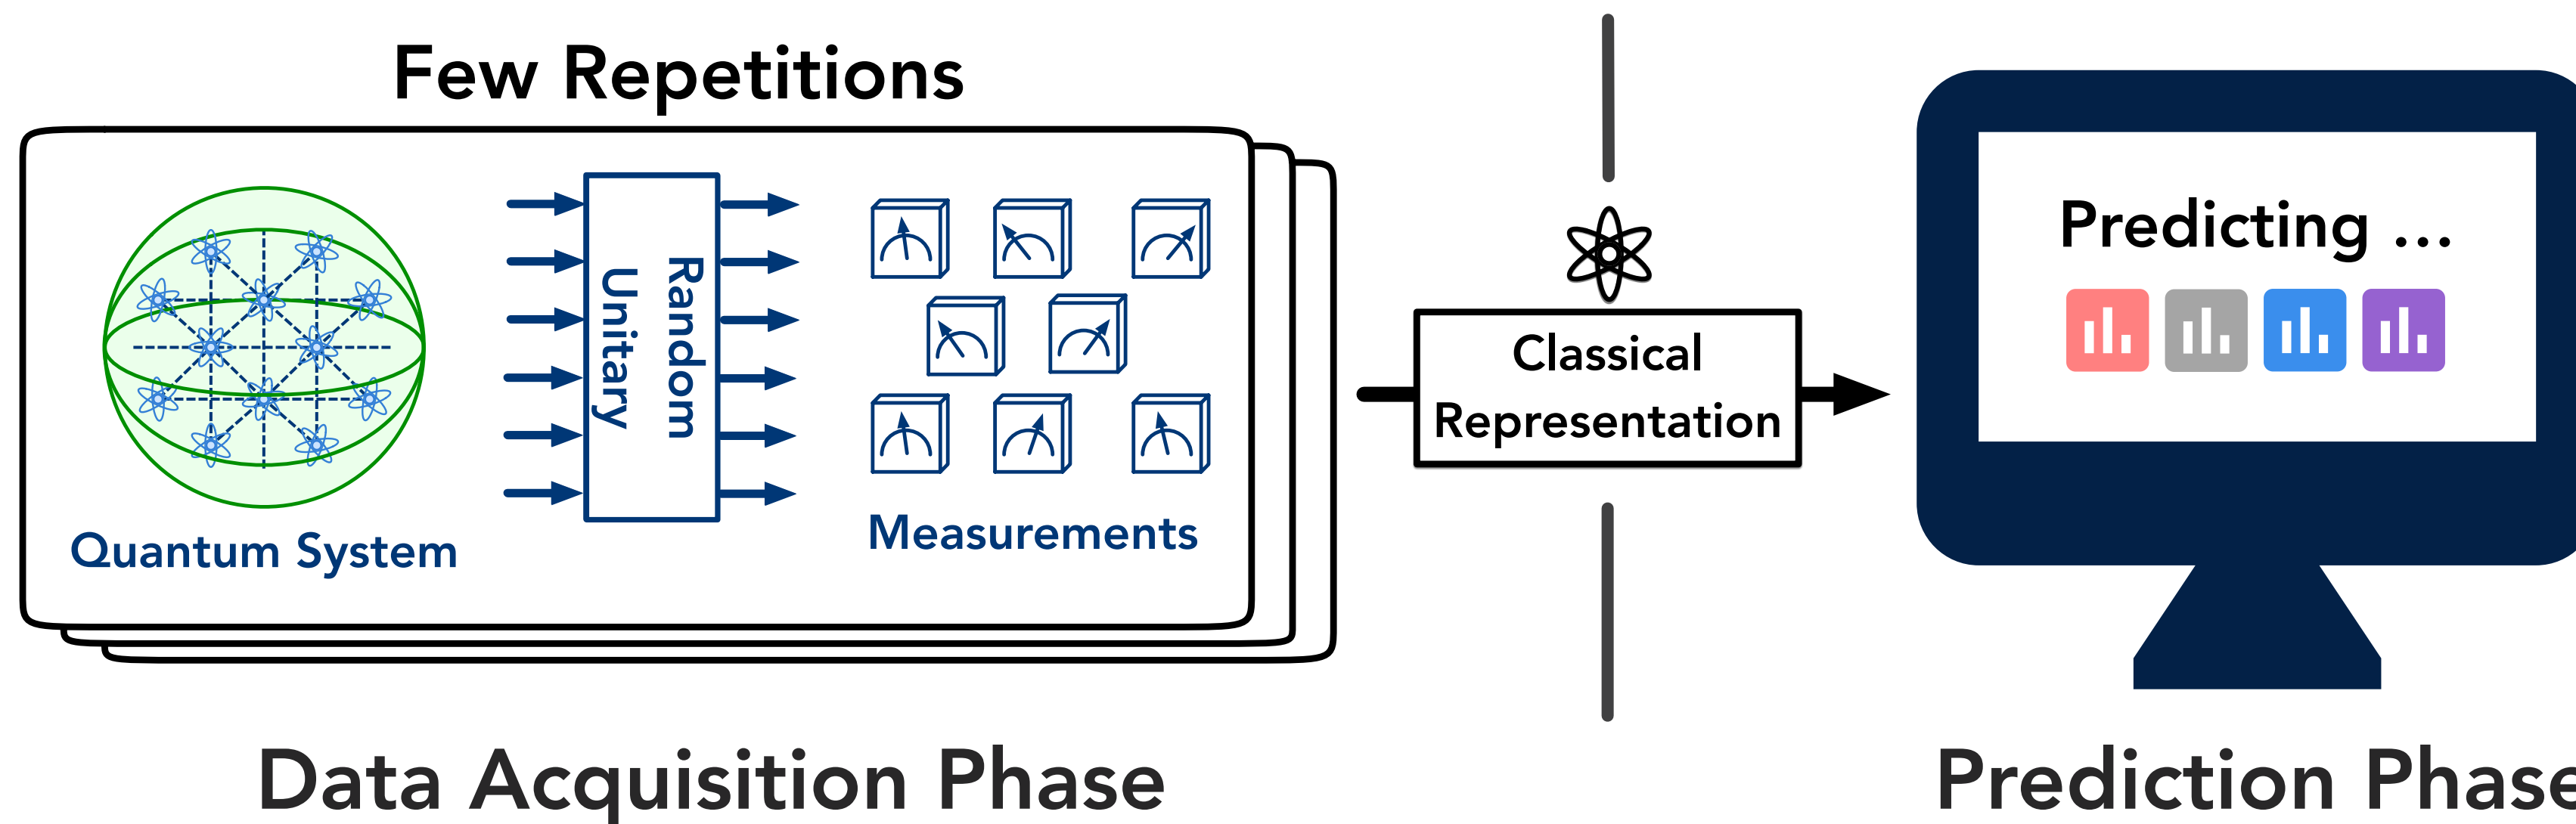 Few Repetitions
Quantum System
Random
Unitary
Measurements
Classical
Representation
Predicting ...
Data Acquisition Phase
Prediction Phase